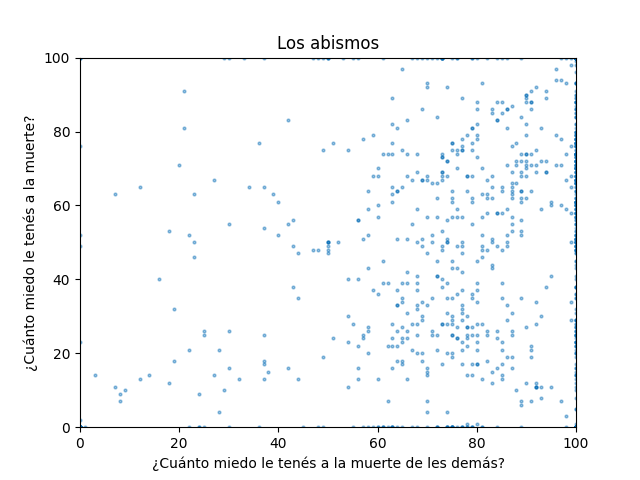 Los abismos
¿Cuánto miedo le tenés a la muerte?
100
80
60
40
20
0
0 20 40 60 80 100
¿Cuánto miedo le tenés a la muerte de les demás?